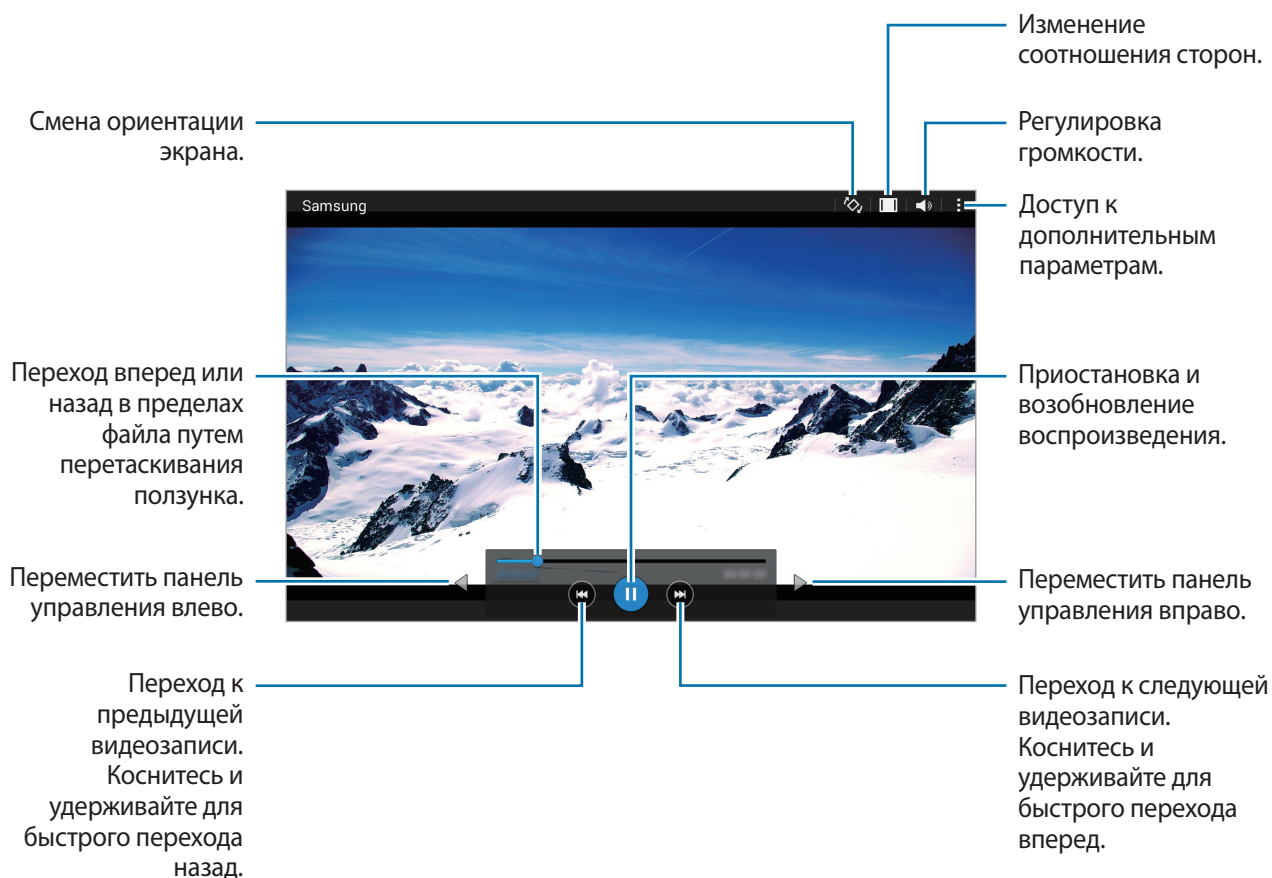 Изменение
соотношения сторон.
Смена ориентации
экрана.
Регулировка
громкости.
Samsung
Доступ к
дополнительным
параметрам.
Переход вперед или
назад в пределах
файла путем
перетаскивания
ползунка.
Приостановка и
возобновление
воспроизведения.
Переместить панель
управления влево.
Переместить панель
управления вправо.
Переход к
предыдущей
видеозаписи.
Коснитесь и
удерживайте для
быстрого перехода
назад.
Переход к следующей
видеозаписи.
Коснитесь и
удерживайте для
быстрого перехода
вперед.